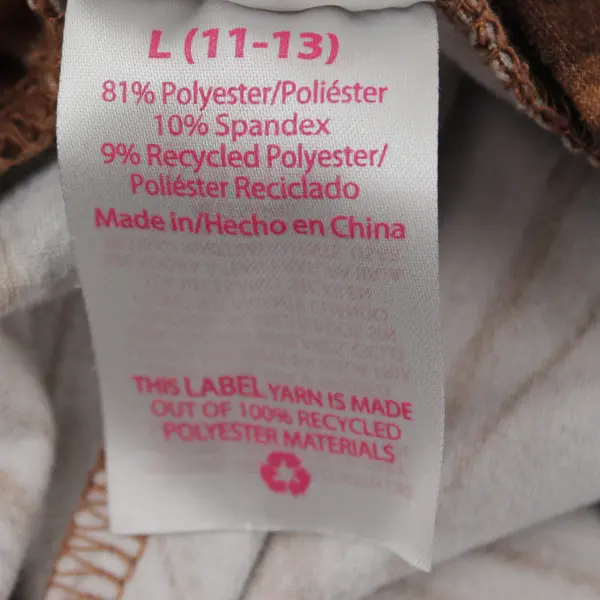 L (11-13)
81% Polyester/Poliéster
10% Spandex
9% Recycled Polyester/
Poliéster Reciclado
Made in/Hecho en China
THIS LABEL YARN IS MADE
OUT OF 100% RECYCLED
POLYESTER MATERIALS